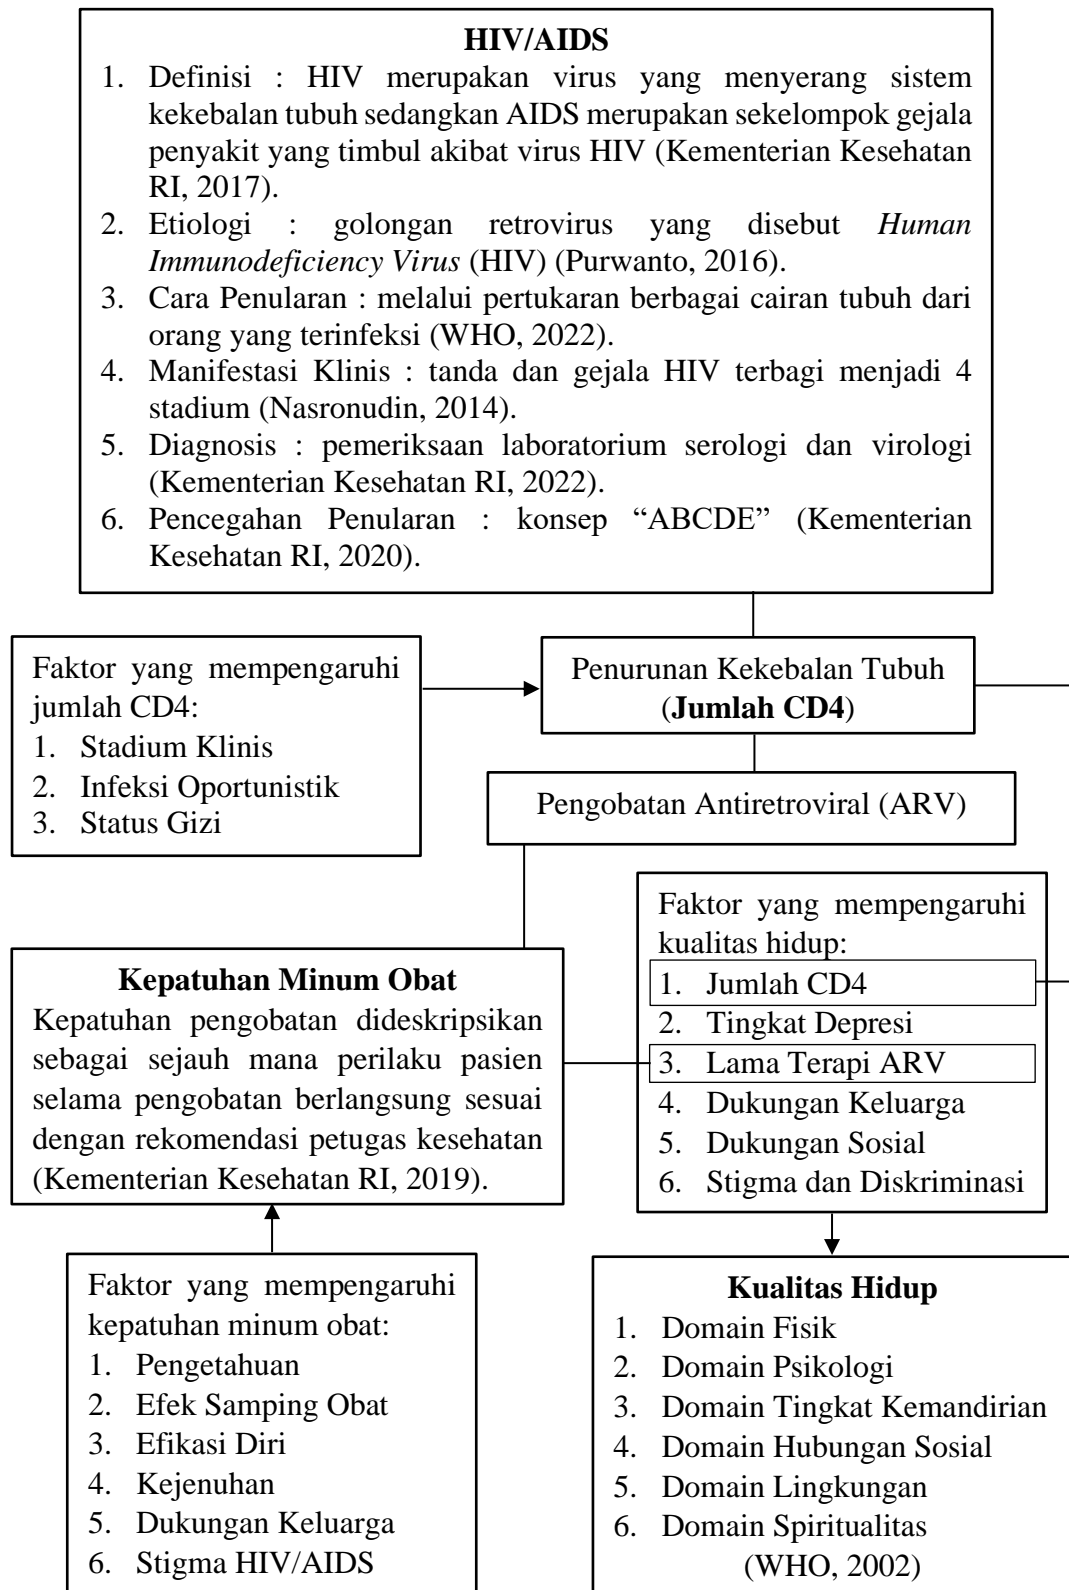 HIV/AIDS
1. Definisi : HIV merupakan virus yang menyerang sistem
kekebalan tubuh sedangkan AIDS merupakan sekelompok gejala
penyakit yang timbul akibat virus HIV (Kementerian Kesehatan
RI, 2017).
2. Etiologi : golongan retrovirus yang disebut Human
Immunodeficiency Virus (HIV) (Purwanto, 2016).
3. Cara Penularan : melalui pertukaran berbagai cairan tubuh dari
orang yang terinfeksi (WHO, 2022).
4. Manifestasi Klinis : tanda dan gejala HIV terbagi menjadi 4
stadium (Nasronudin, 2014).
5. Diagnosis : pemeriksaan laboratorium serologi dan virologi
(Kementerian Kesehatan RI, 2022).
6. Pencegahan Penularan : konsep “ABCDE” (Kementerian
Kesehatan RI, 2020).
Faktor yang mempengaruhi
jumlah CD4:
1. Stadium Klinis
2. Infeksi Oportunistik
3. Status Gizi
Penurunan Kekebalan Tubuh
(Jumlah CD4)
Pengobatan Antiretroviral (ARV)
Faktor yang mempengaruhi
kualitas hidup:
1. Jumlah CD4
2. Tingkat Depresi
3. Lama Terapi ARV
4. Dukungan Keluarga
5. Dukungan Sosial
6. Stigma dan Diskriminasi
Kepatuhan Minum Obat
Kepatuhan pengobatan dideskripsikan
sebagai sejauh mana perilaku pasien
selama pengobatan berlangsung sesuai
dengan rekomendasi petugas kesehatan
(Kementerian Kesehatan RI, 2019).
Faktor yang mempengaruhi
kepatuhan minum obat:
1. Pengetahuan
2. Efek Samping Obat
3. Efikasi Diri
4. Kejenuhan
5. Dukungan Keluarga
6. Stigma HIV/AIDS
Kualitas Hidup
1. Domain Fisik
2. Domain Psikologi
3. Domain Tingkat Kemandirian
4. Domain Hubungan Sosial
5. Domain Lingkungan
6. Domain Spiritualitas
(WHO, 2002)